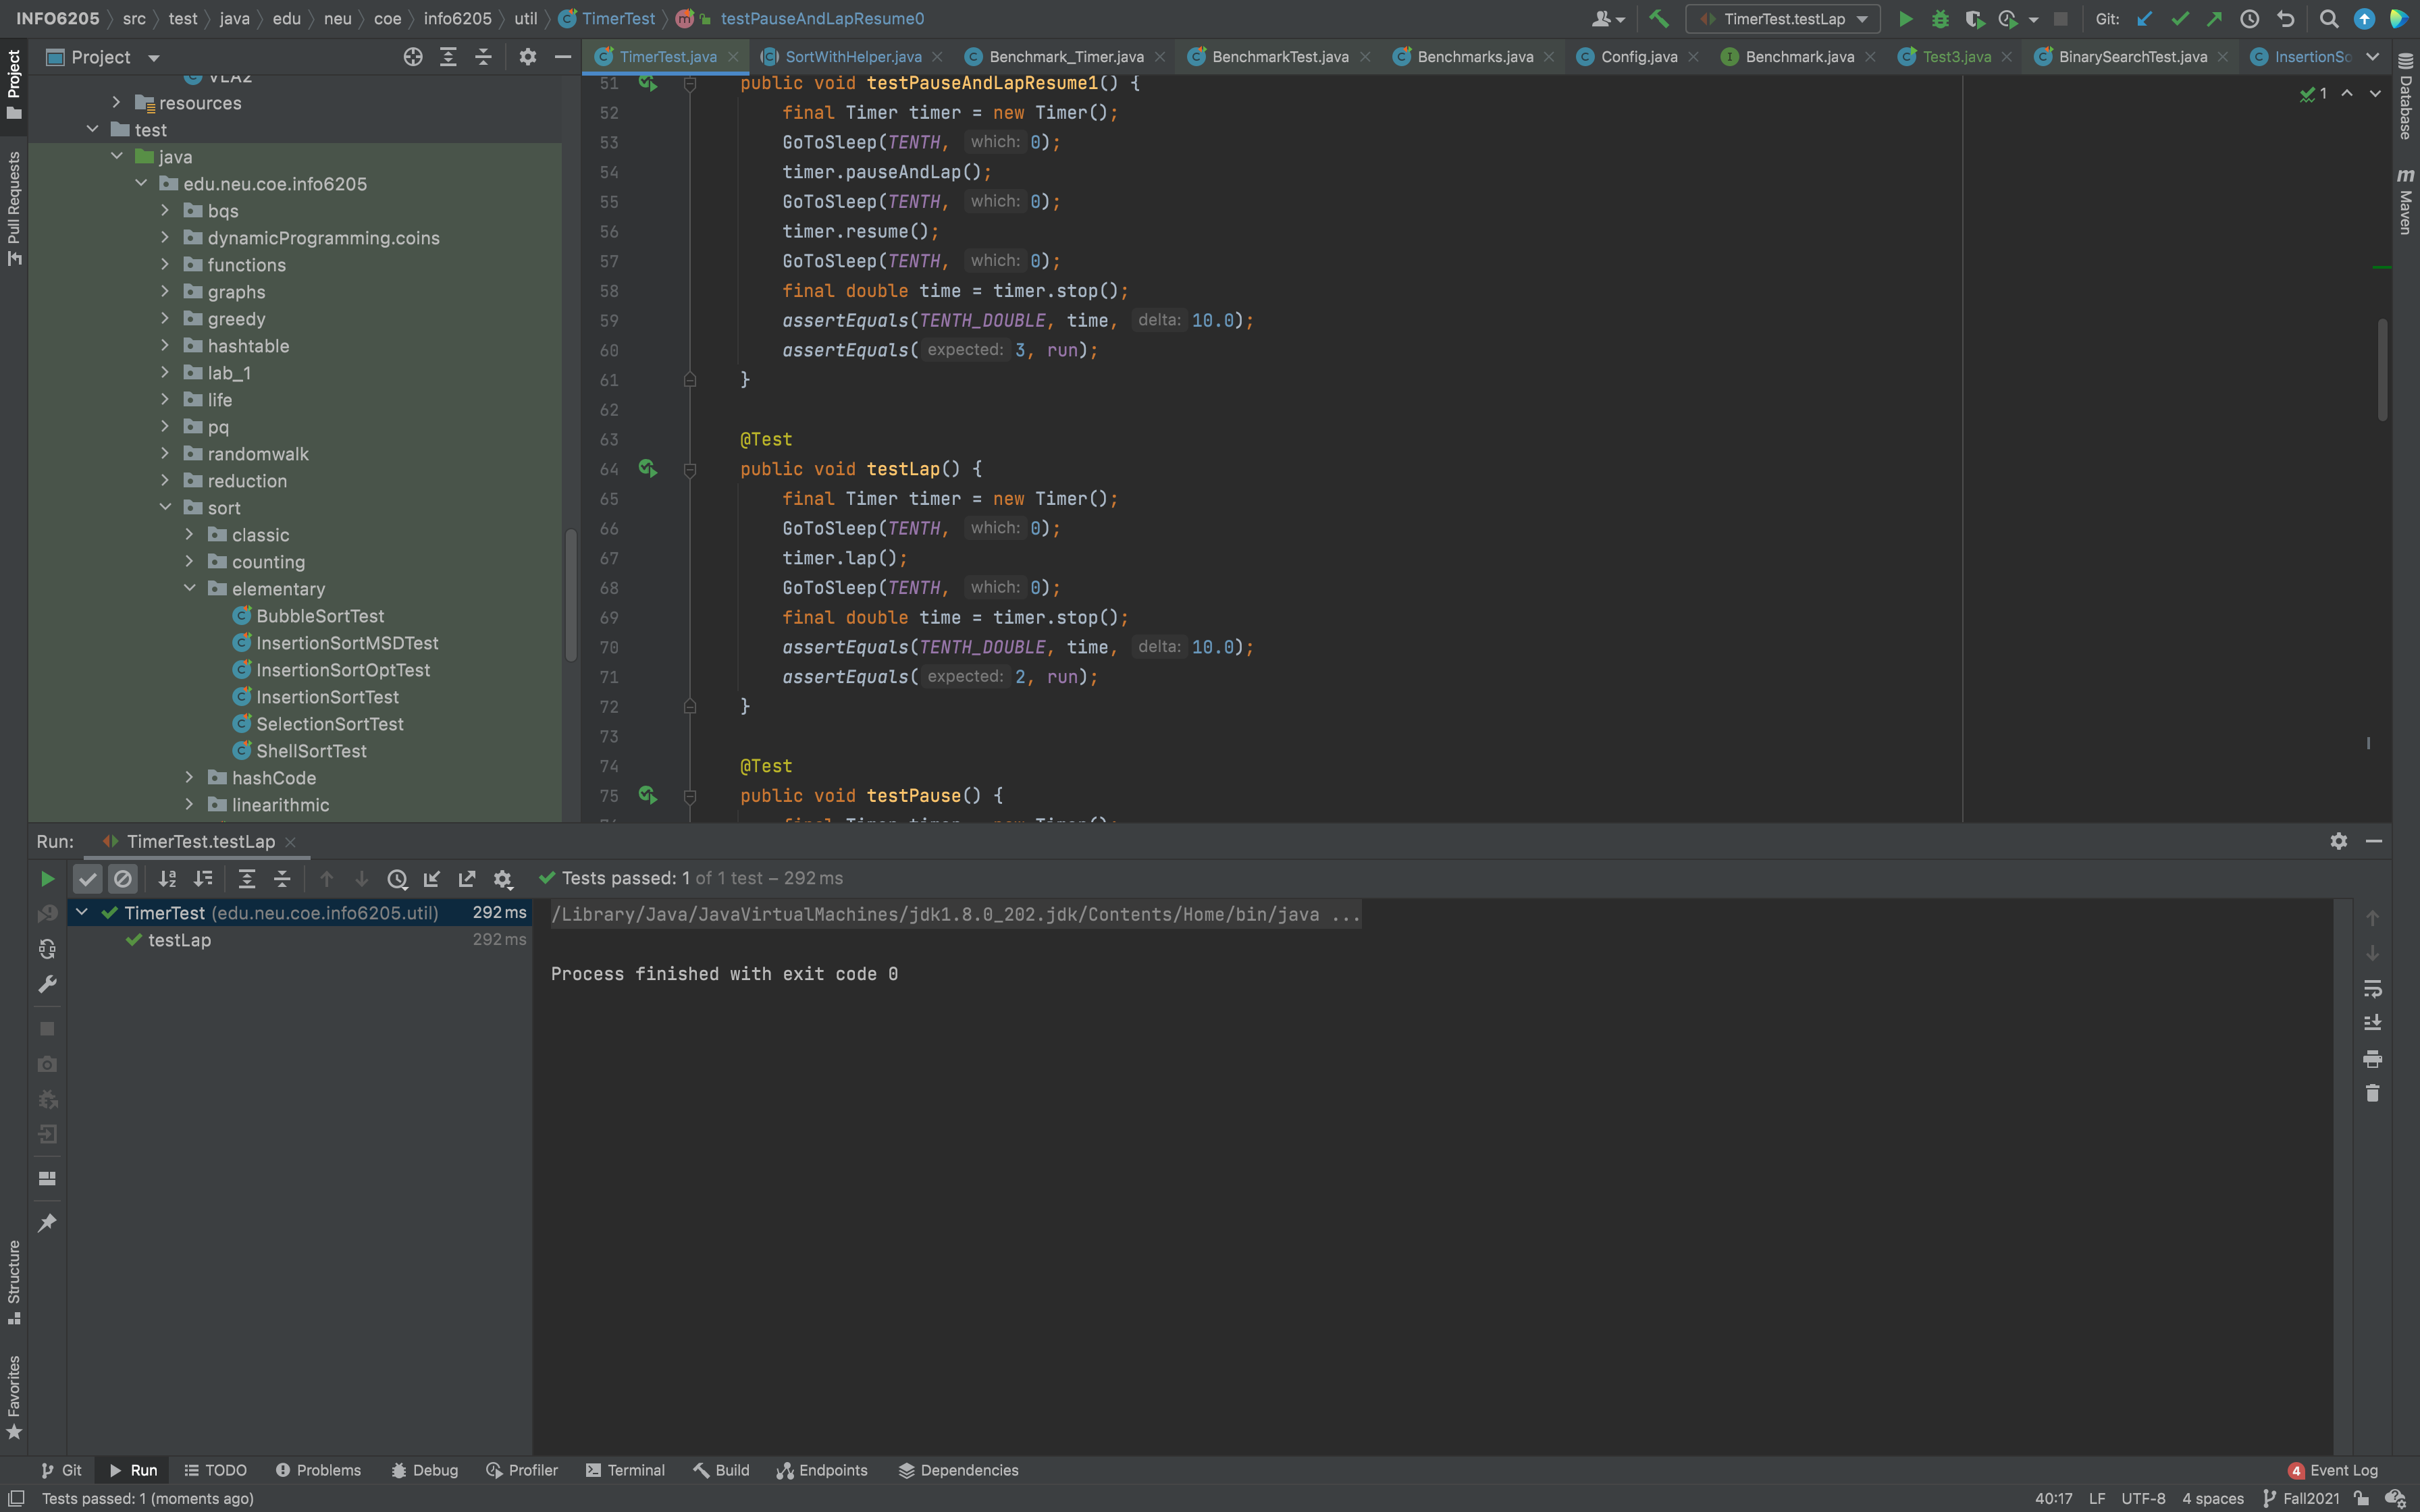 INFO6205 src test java edu neu coe info6205 util TimerTest testPauseAndLapResume0
TimerTest.testLap
Git:
Project
TimerTest.java SortWithHelper.java Benchmark_Timer.java BenchmarkTest.java Benchmarks.java Config.java Benchmark.java Test3.java BinarySearchTest.java InsertionSo
Project
Pull Requests
Structure
Favorites
Database
Maven
VLA2
resources
test
java
edu.neu.coe.info6205
bqs
dynamicProgramming.coins
functions
graphs
greedy
hashtable
lab_1
life
pq
randomwalk
reduction
sort
classic
counting
elementary
BubbleSortTest
InsertionSortMSDTest
InsertionSortOptTest
InsertionSortTest
SelectionSortTest
ShellSortTest
hashCode
linearithmic
1
51 public void testPauseAndLapResume1() {
52 final Timer timer = new Timer();
53 GoToSleep(TENTH, which: 0);
54 timer.pauseAndLap();
55 GoToSleep(TENTH, which: 0);
56 timer.resume();
57 GoToSleep(TENTH, which: 0);
58 final double time = timer.stop();
59 assertEquals(TENTH_DOUBLE, time, delta: 10.0);
60 assertEquals( expected: 3, run);
61 }
62
63 @Test
64 public void testLap() {
65 final Timer timer = new Timer();
66 GoToSleep(TENTH, which: 0);
67 timer.lap();
68 GoToSleep(TENTH, which: 0);
69 final double time = timer.stop();
70 assertEquals(TENTH_DOUBLE, time, delta: 10.0);
71 assertEquals( expected: 2, run);
72 }
73
74 @Test
75 public void testPause() {
76 final Timer timer = new Timer();
Run: TimerTest.testLap
Tests passed: 1 of 1 test – 292 ms
TimerTest (edu.neu.coe.info6205.util) 292 ms
testLap 292 ms
/Library/Java/JavaVirtualMachines/jdk1.8.0_202.jdk/Contents/Home/bin/java ...
Process finished with exit code 0
Git Run TODO Problems Debug Profiler Terminal Build Endpoints Dependencies 4 Event Log
Tests passed: 1 (moments ago) 40:17 LF UTF-8 4 spaces Fall2021